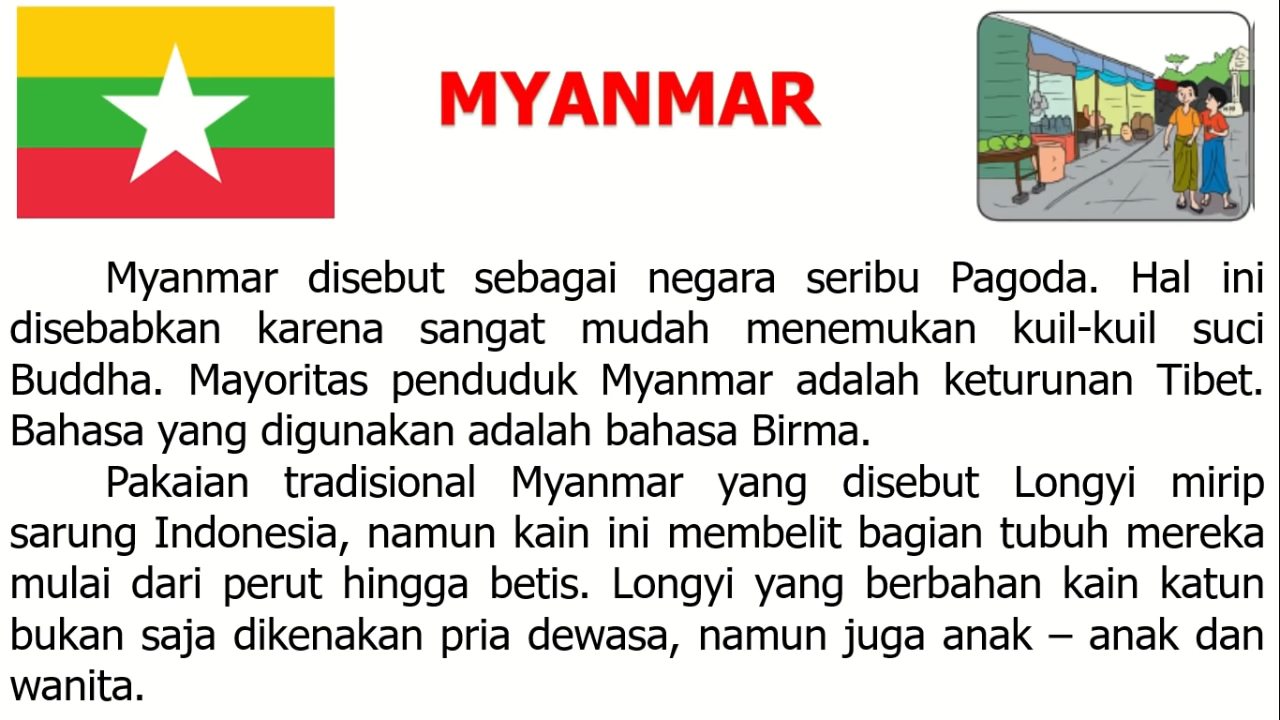 MYANMAR
Myanmar disebut sebagai negara seribu Pagoda. Hal ini
disebabkan karena sangat mudah menemukan kuil-kuil suci
Buddha. Mayoritas penduduk Myanmar adalah keturunan Tibet.
Bahasa yang digunakan adalah bahasa Birma.
Pakaian tradisional Myanmar yang disebut Longyi mirip
sarung Indonesia, namun kain ini membelit bagian tubuh mereka
mulai dari perut hingga betis. Longyi yang berbahan kain katun
bukan saja dikenakan pria dewasa, namun juga anak – anak dan
wanita.